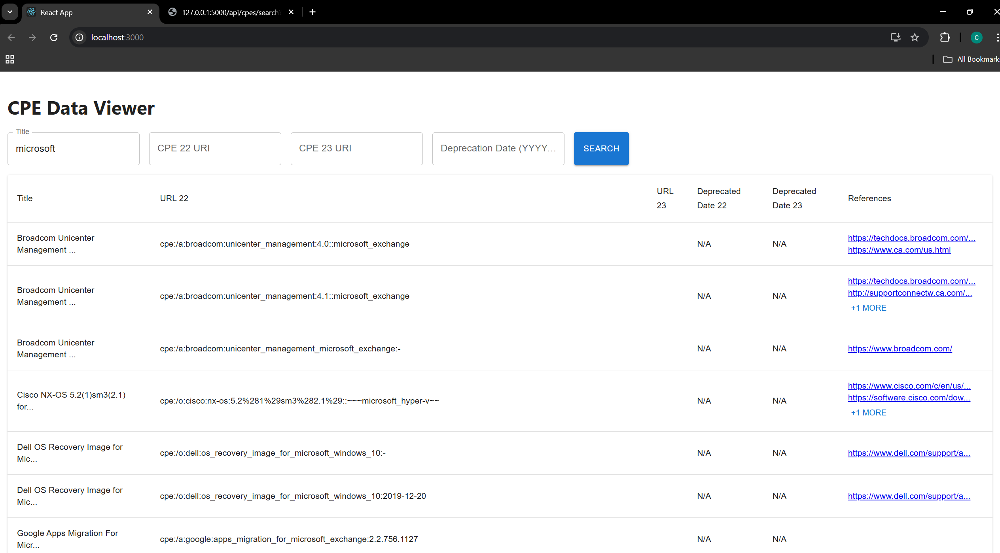 React App
127.0.0.1:5000/api/cpes/search?
localhost:3000
C
All Bookmarks
CPE Data Viewer
Title
microsoft
CPE 22 URI
CPE 23 URI
Deprecation Date (YYYY...
SEARCH
Title
URL 22
URL 23
Deprecated Date 22
Deprecated Date 23
References
Broadcom Unicenter
Management ...
cpe:/a:broadcom:unicenter_management:4.0::microsoft_exchange
N/A
N/A
https://techdocs.broadcom.com/...
https://www.ca.com/us.html
Broadcom Unicenter
Management ...
cpe:/a:broadcom:unicenter_management:4.1::microsoft_exchange
N/A
N/A
https://techdocs.broadcom.com/...
http://supportconnectw.ca.com/...
+1 MORE
Broadcom Unicenter
Management ...
cpe:/a:broadcom:unicenter_management_microsoft_exchange:-
N/A
N/A
https://www.broadcom.com/
Cisco NX-OS 5.2(1)sm3(2.1)
for...
cpe:/o:cisco:nx-os:5.2%281%29sm3%282.1%29::~~~microsoft_hyper-v~~
N/A
N/A
https://www.cisco.com/c/en/us/...
https://software.cisco.com/dow...
+1 MORE
Dell OS Recovery Image for
Mic...
cpe:/o:dell:os_recovery_image_for_microsoft_windows_10:-
N/A
N/A
https://www.dell.com/support/a...
Dell OS Recovery Image for
Mic...
cpe:/o:dell:os_recovery_image_for_microsoft_windows_10:2019-12-20
N/A
N/A
https://www.dell.com/support/a...
Google Apps Migration For
Micr...
cpe:/a:google:apps_migration_for_microsoft_exchange:2.2.756.1127
N/A
N/A